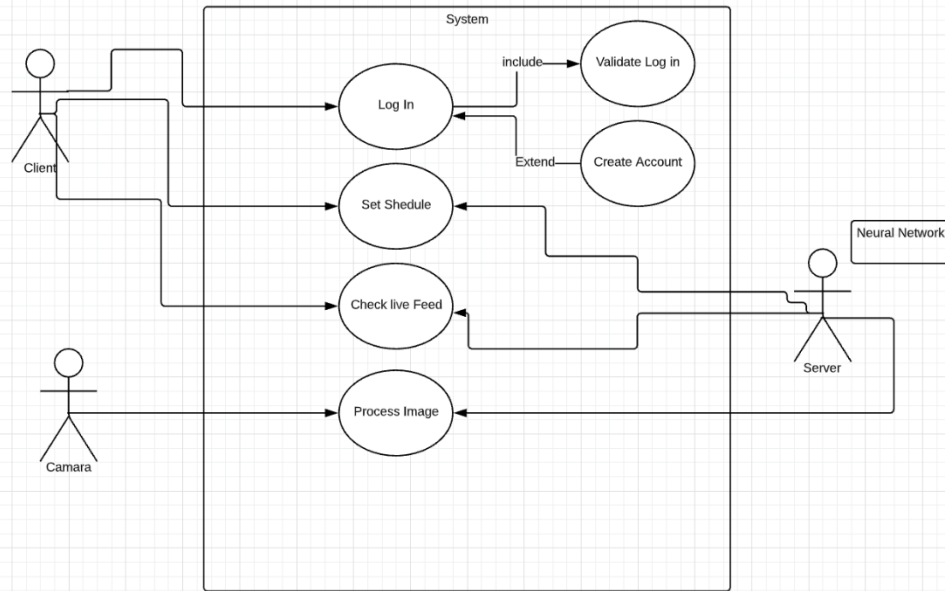 System
include
Validate Log in
Log In
Client
Extend
Create Account
Set Shedule
Neural Network
Check live Feed
Server
Process Image
Camara